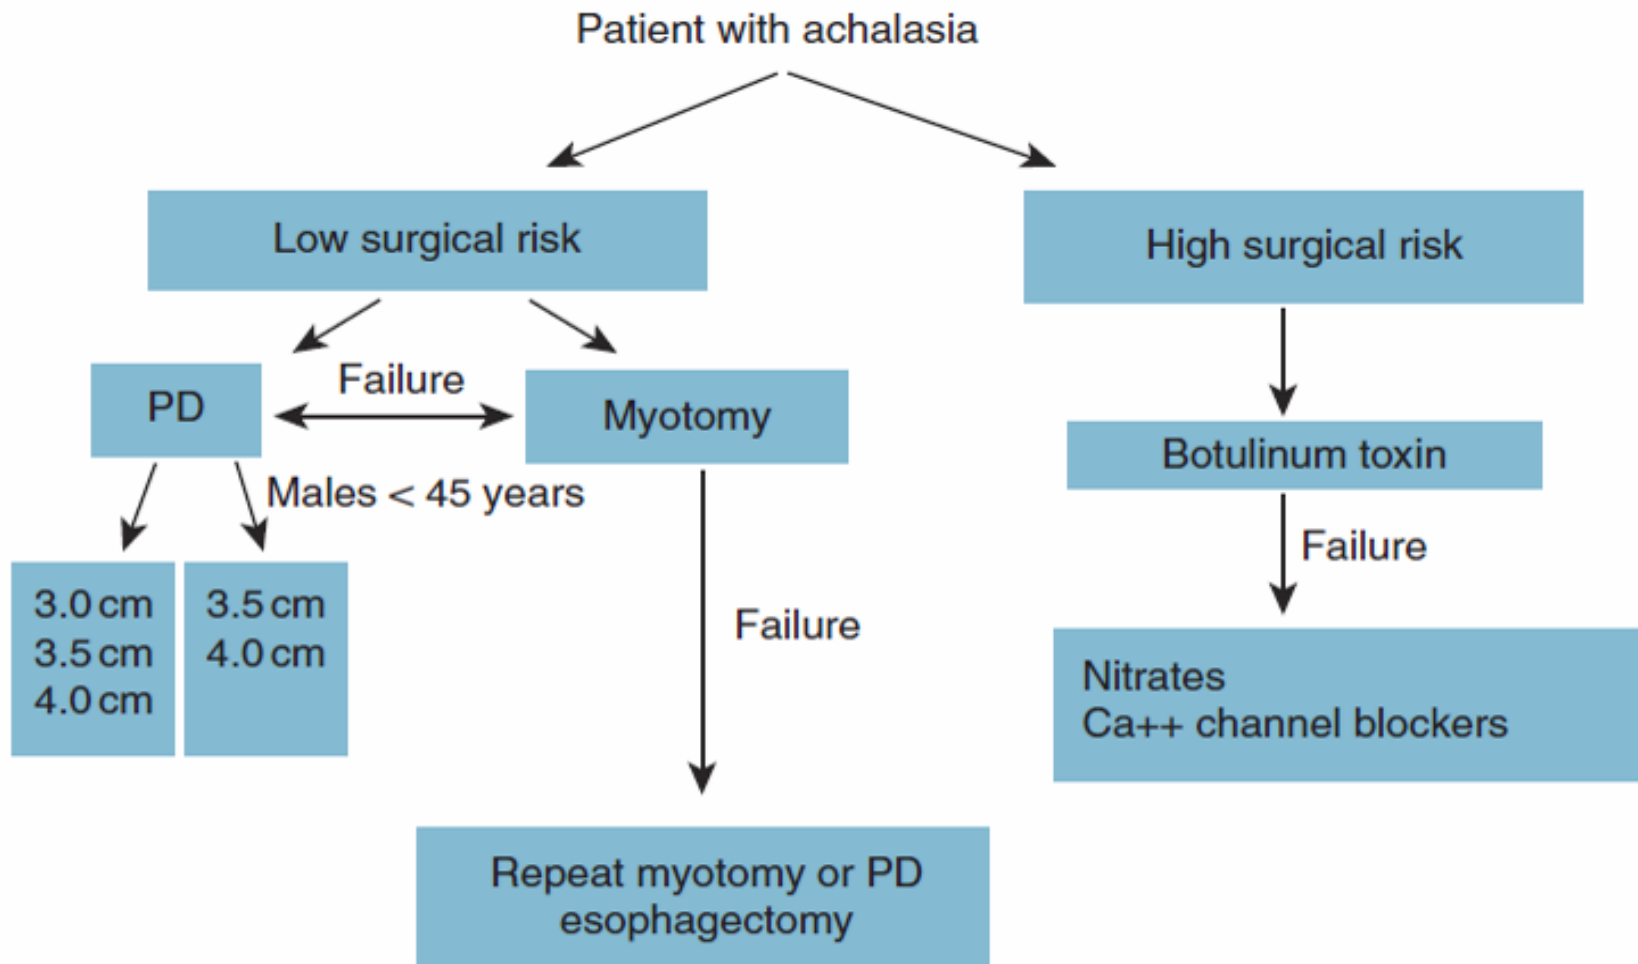 Patient with achalasia
Low surgical risk
High surgical risk
PD
Failure
Myotomy
Males < 45 years
3.0 cm
3.5 cm
4.0 cm
3.5 cm
4.0 cm
Failure
Repeat myotomy or PD
esophagectomy
Botulinum toxin
Failure
Nitrates
Ca++ channel blockers